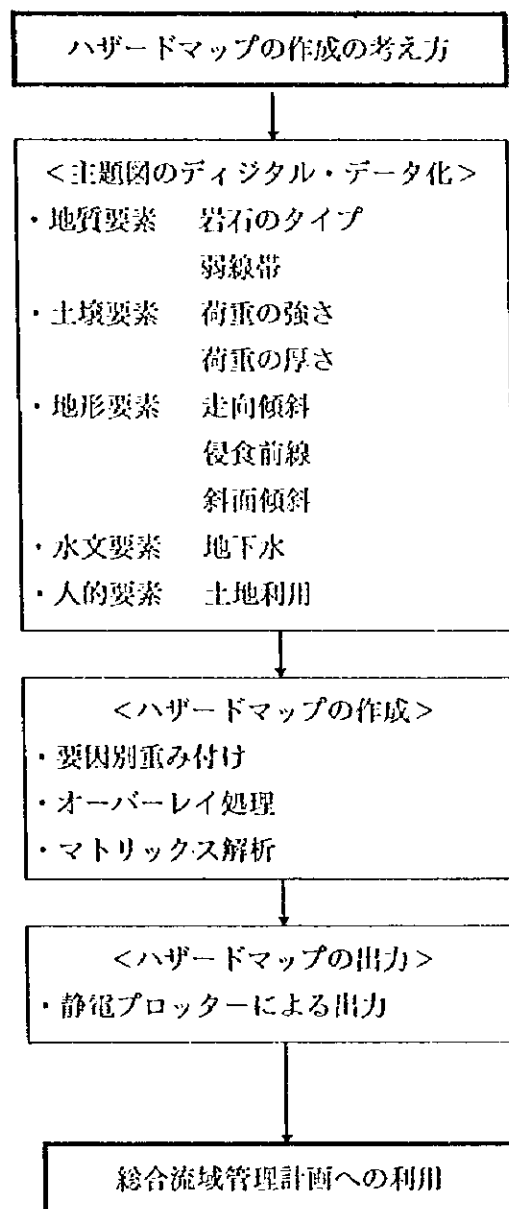 ハザードマップの作成の考え方
<主題図のディジタル・データ化>
・地質要素 岩石のタイプ
弱線帯
・土壌要素 荷重の強さ
荷重の厚さ
・地形要素 走向傾斜
侵食前線
斜面傾斜
・水文要素 地下水
・人的要素 土地利用
<ハザードマップの作成>
・要因別重み付け
・オーバーレイ処理
・マトリックス解析
<ハザードマップの出力>
・静電プロッターによる出力
総合流域管理計画への利用